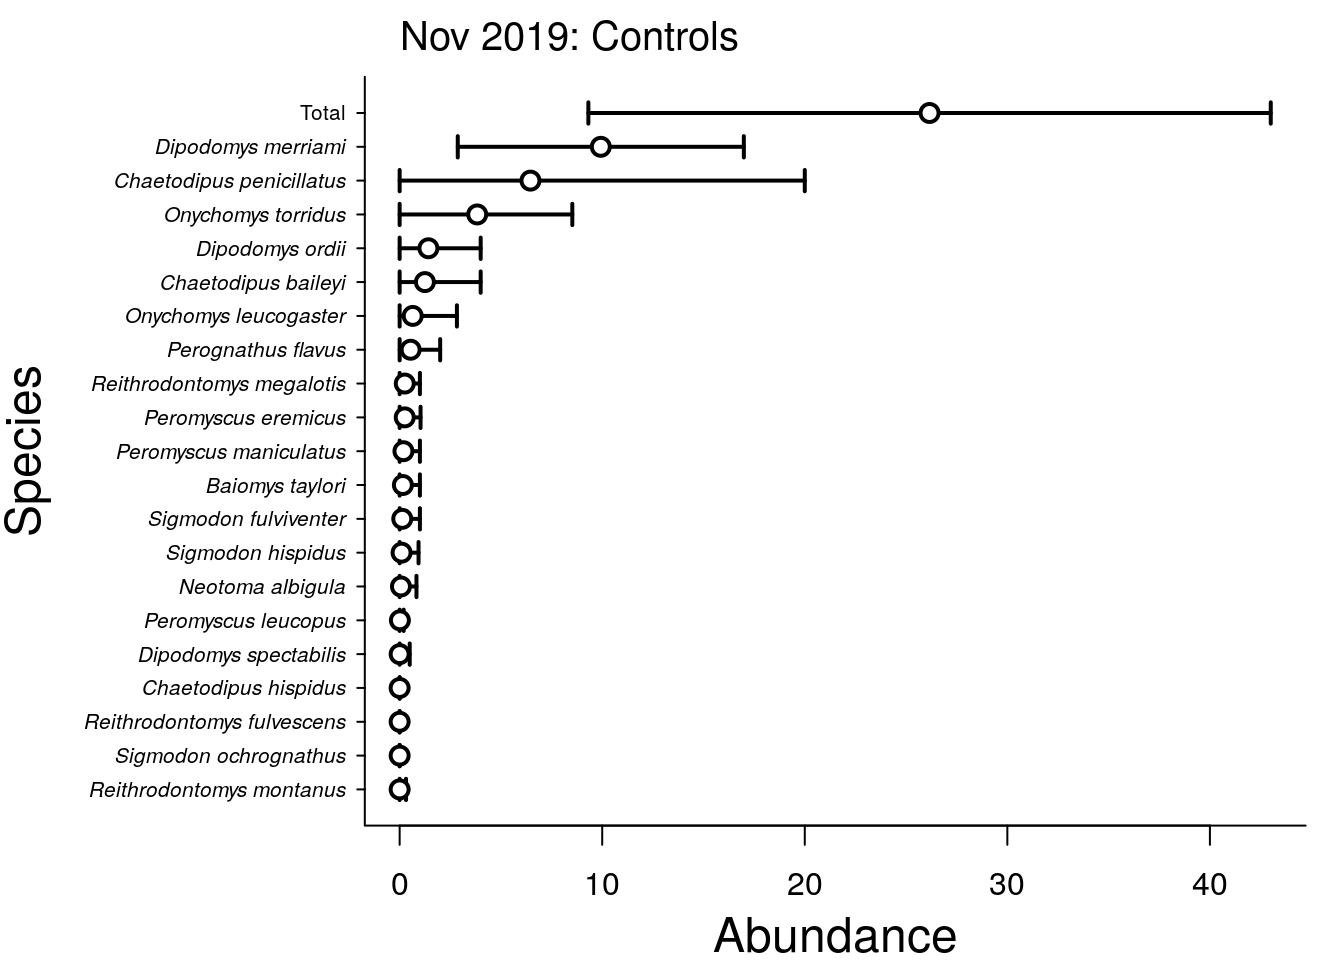 Nov 2019: Controls
Total
Dipodomys merriami
Chaetodipus penicillatus
Onychomys torridus
Dipodomys ordii
Chaetodipus baileyi
Onychomys leucogaster
Perognathus flavus
Reithrodontomys megalotis
Peromyscus eremicus
Peromyscus maniculatus
Baiomys taylori
Sigmodon fulviventer
Sigmodon hispidus
Neotoma albigula
Peromyscus leucopus
Dipodomys spectabilis
Chaetodipus hispidus
Reithrodontomys fulvescens
Sigmodon ochrognathus
Reithrodontomys montanus
Species
0 10 20 30 40
Abundance